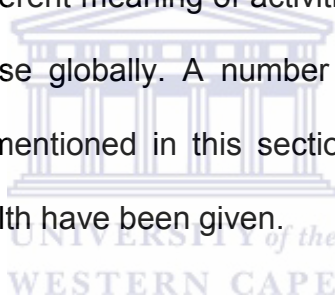 erent meaning of activiti
se globally. A number
mentioned in this sectio
lth have been given.
UNIVERSITY of the
WESTERN CAPE